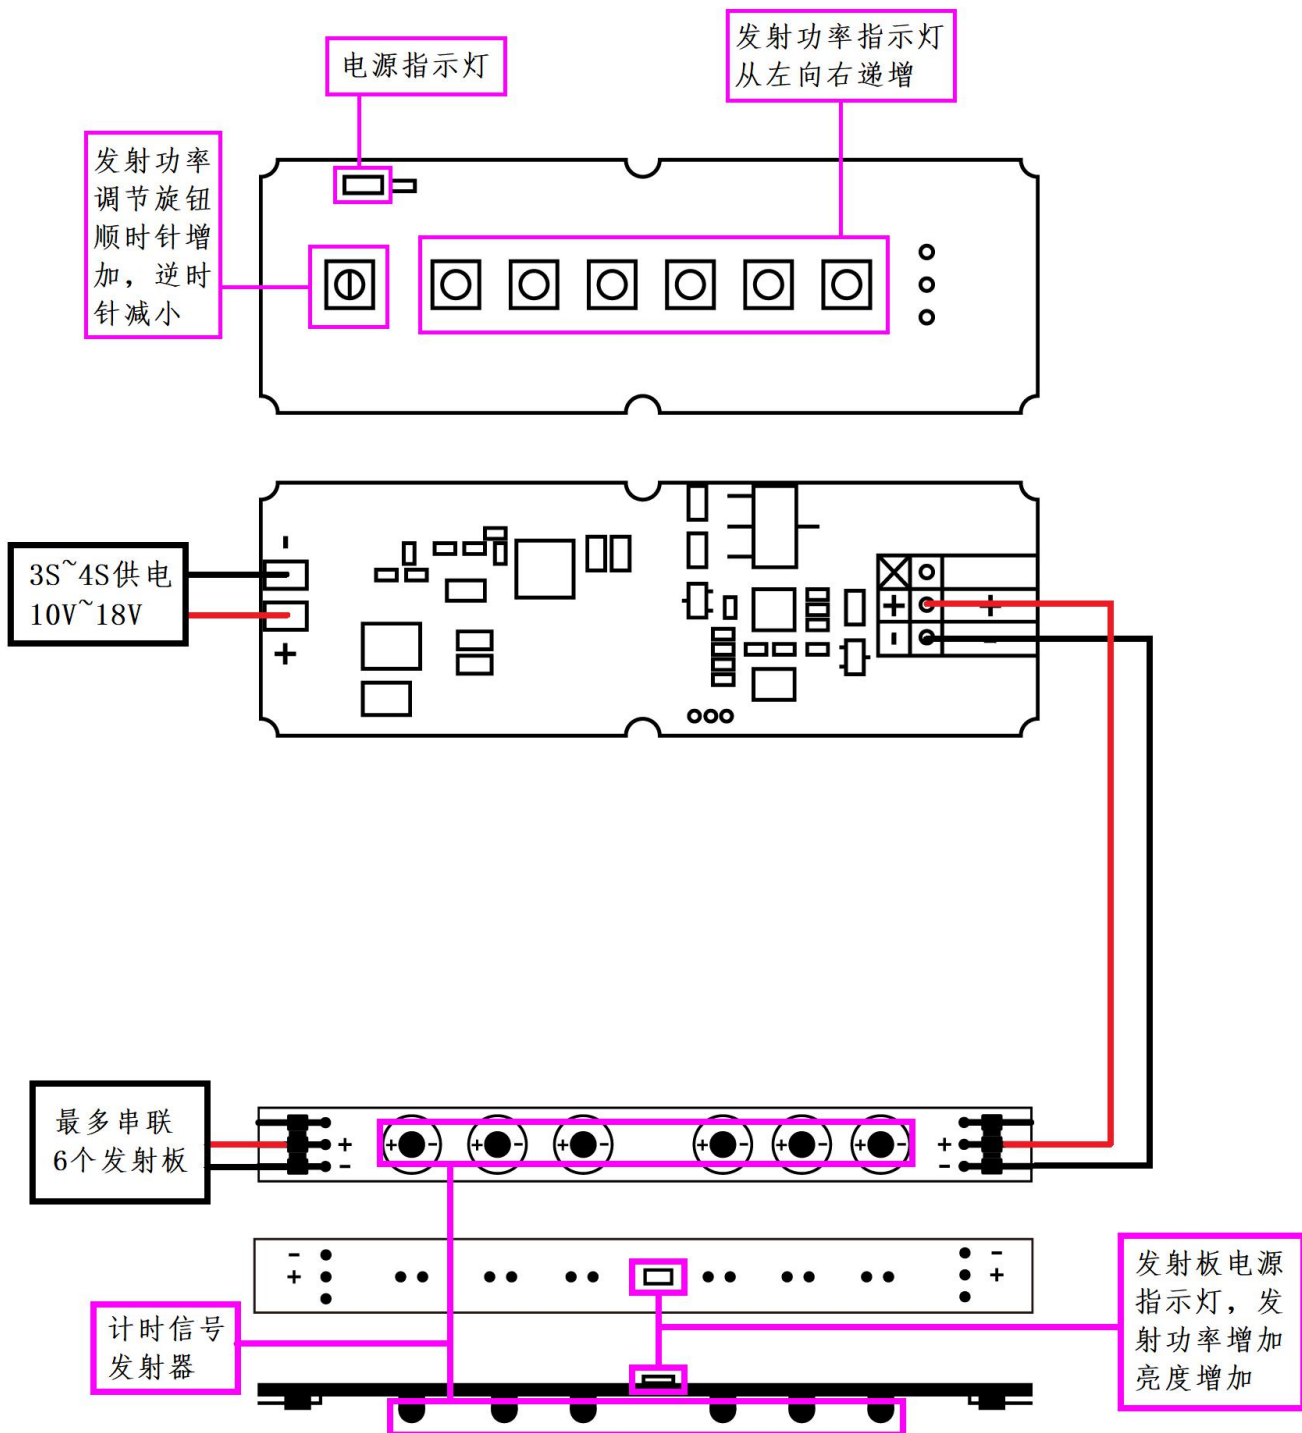 电源指示灯
发射功率指示灯
从左向右递增
发射功率
调节旋钮
顺时针增
加，逆时
针减小
-
3S~4S供电
10V~18V
+
+
+
-
-
最多串联
6个发射板
+ - + - + - + - + - + -
+
-
+
-
-
+
-
+
发射板电源
指示灯，发
射功率增加
亮度增加
计时信号
发射器